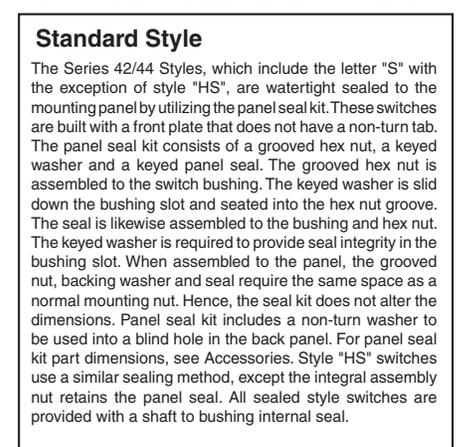 Standard Style
The Series 42/44 Styles, which include the letter "S" with
the exception of style "HS", are watertight sealed to the
mounting panel by utilizing the panel seal kit. These switches
are built with a front plate that does not have a non-turn tab.
The panel seal kit consists of a grooved hex nut, a keyed
washer and a keyed panel seal. The grooved hex nut is
assembled to the switch bushing. The keyed washer is slid
down the bushing slot and seated into the hex nut groove.
The seal is likewise assembled to the bushing and hex nut.
The keyed washer is required to provide seal integrity in the
bushing slot. When assembled to the panel, the grooved
nut, backing washer and seal require the same space as a
normal mounting nut. Hence, the seal kit does not alter the
dimensions. Panel seal kit includes a non-turn washer to
be used into a blind hole in the back panel. For panel seal
kit part dimensions, see Accessories. Style "HS" switches
use a similar sealing method, except the integral assembly
nut retains the panel seal. All sealed style switches are
provided with a shaft to bushing internal seal.